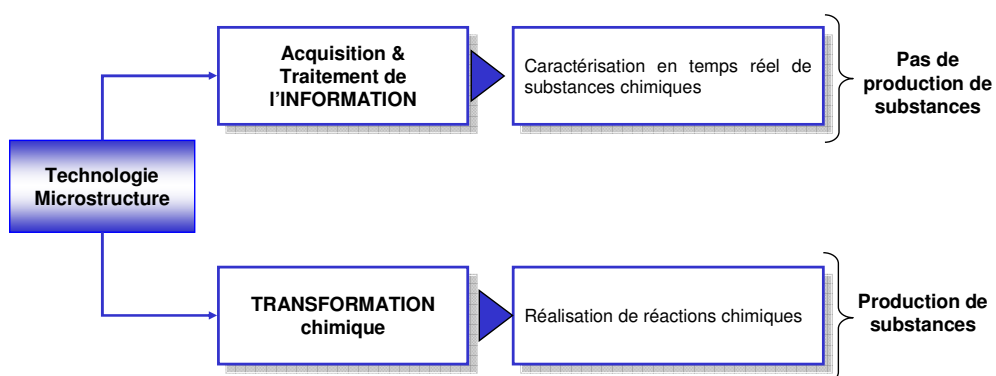 Acquisition &
Traitement de
l'INFORMATION
Caractérisation en temps réel de
substances chimiques
Pas de
production de
substances
Technologie
Microstructure
TRANSFORMATION
chimique
Réalisation de réactions chimiques
Production de
substances